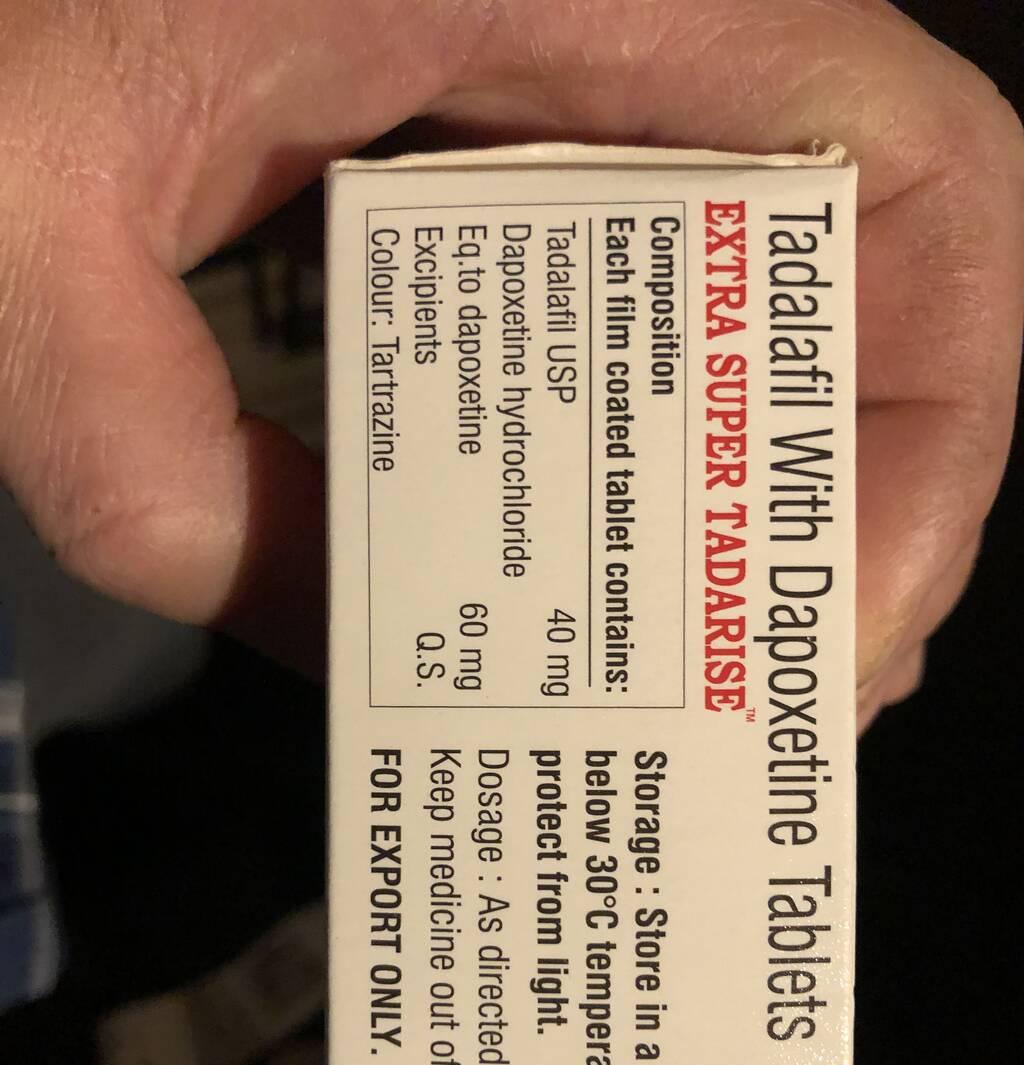 Tadalafil With Dapoxetine Tablets
EXTRA SUPER TADARISE™
Composition
Each film coated tablet contains:
Tadalafil USP 40 mg
Dapoxetine hydrochloride
Eq.to dapoxetine 60 mg
Excipients Q.S.
Colour: Tartrazine
Storage : Store in a
below 30°C tempera
protect from light.
Dosage : As directed
Keep medicine out of
FOR EXPORT ONLY.